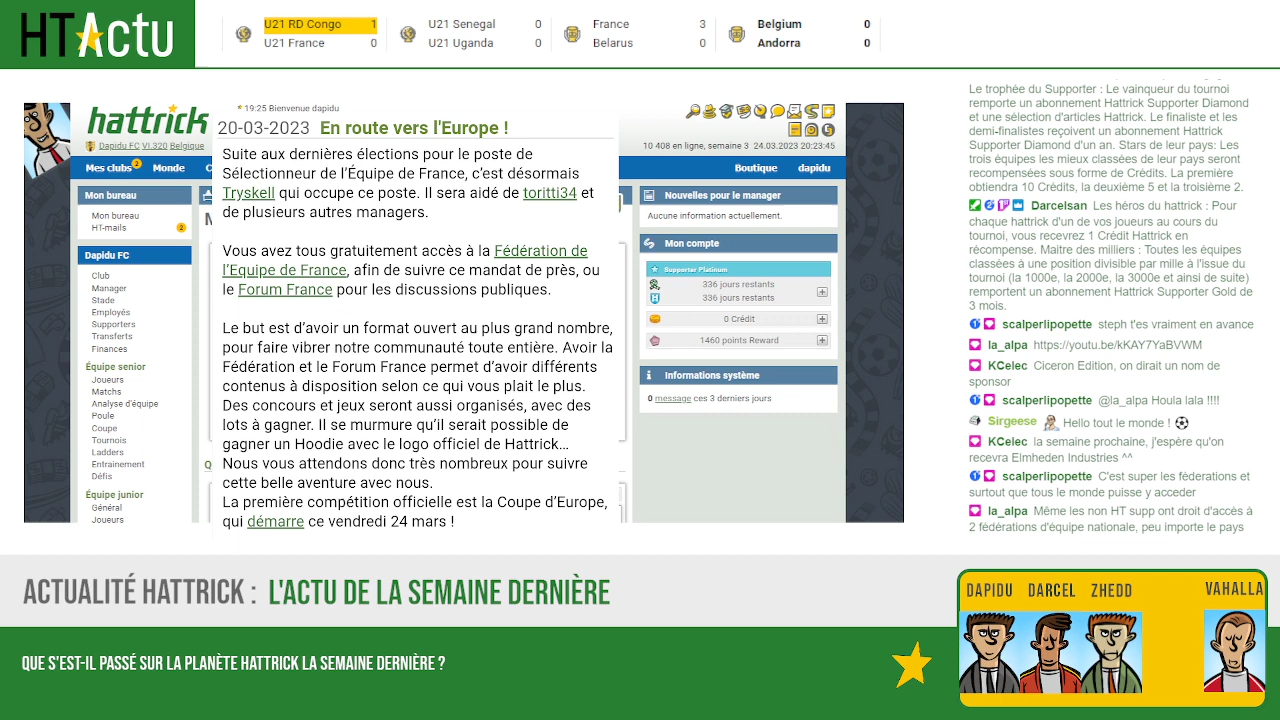 HTActu
U21 RD Congo 1
U21 France 0
U21 Senegal 0
U21 Uganda 0
France 3
Belarus 0
Belgium 0
Andorra 0
hattrick
19:25 Bienvenue dapidu
Dapidu FC VI.320 Belgique
10 408 en ligne, semaine 3 24.03.2023 20:23:45
Mes clubs 2 Monde
Boutique dapidu
Mon bureau
Mon bureau
HT-mails 2
Dapidu FC
Club
Manager
Stade
Employés
Supporters
Transferts
Finances
Équipe senior
Joueurs
Matchs
Analyse d'équipe
Poule
Coupe
Tournois
Ladders
Entrainement
Défis
Équipe junior
Général
Joueurs
20-03-2023 En route vers l'Europe !
Suite aux dernières élections pour le poste de
Sélectionneur de l'Équipe de France, c'est désormais
Tryskell qui occupe ce poste. Il sera aidé de toritti34 et
de plusieurs autres managers.
Vous avez tous gratuitement accès à la Fédération de
l'Equipe de France, afin de suivre ce mandat de près, ou
le Forum France pour les discussions publiques.
Le but est d'avoir un format ouvert au plus grand nombre,
pour faire vibrer notre communauté toute entière. Avoir la
Fédération et le Forum France permet d'avoir différents
contenus à disposition selon ce qui vous plait le plus.
Des concours et jeux seront aussi organisés, avec des
lots à gagner. Il se murmure qu'il serait possible de
gagner un Hoodie avec le logo officiel de Hattrick…
Nous vous attendons donc très nombreux pour suivre
cette belle aventure avec nous.
La première compétition officielle est la Coupe d'Europe,
qui démarre ce vendredi 24 mars !
Nouvelles pour le manager
Aucune information actuellement.
Mon compte
Supporter Platinum
336 jours restants
336 jours restants
0 Crédit
1460 points Reward
Informations système
0 message ces 3 derniers jours
Le trophée du Supporter : Le vainqueur du tournoi
remporte un abonnement Hattrick Supporter Diamond
et une sélection d'articles Hattrick. Le finaliste et les
demi-finalistes reçoivent un abonnement Hattrick
Supporter Diamond d'un an. Stars de leur pays: Les
trois équipes les mieux classées de leur pays seront
recompensées sous forme de Crédits. La première
obtiendra 10 Crédits, la deuxième 5 et la troisième 2.
Darcelsan Les héros du hattrick : Pour
chaque hattrick d'un de vos joueurs au cours du
tournoi, vous recevrez 1 Crédit Hattrick en
récompense. Maitre des milliers : Toutes les équipes
classées à une position divisible par mille à l'issue du
tournoi (la 1000e, la 2000e, la 3000e et ainsi de suite)
remportent un abonnement Hattrick Supporter Gold de
3 mois.
scalperlipopette steph t'es vraiment en avance
la_alpa https://youtu.be/kKAY7YaBVWM
KCelec Ciceron Edition, on dirait un nom de
sponsor
scalperlipopette @la_alpa Houla lala !!!!
Sirgeese Hello tout le monde !
KCelec la semaine prochaine, j'espère qu'on
recevra Elmheden Industries ^^
scalperlipopette C'est super les féderations et
surtout que tous le monde puisse y acceder
la_alpa Même les non HT supp ont droit d'accès à
2 fédérations d'équipe nationale, peu importe le pays
ACTUALITÉ HATTRICK : L'ACTU DE LA SEMAINE DERNIÈRE
QUE S'EST-IL PASSÉ SUR LA PLANÈTE HATTRICK LA SEMAINE DERNIÈRE ?
DAPIDU DARCEL ZHEDD VAHALLA